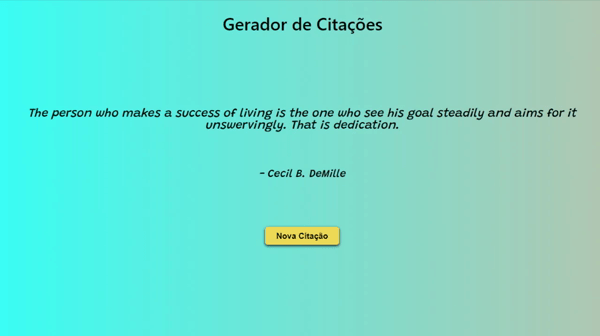 Gerador de Citações
The person who makes a success of living is the one who see his goal steadily and aims for it
unswervingly. That is dedication.
- Cecil B. DeMille
Nova Citação